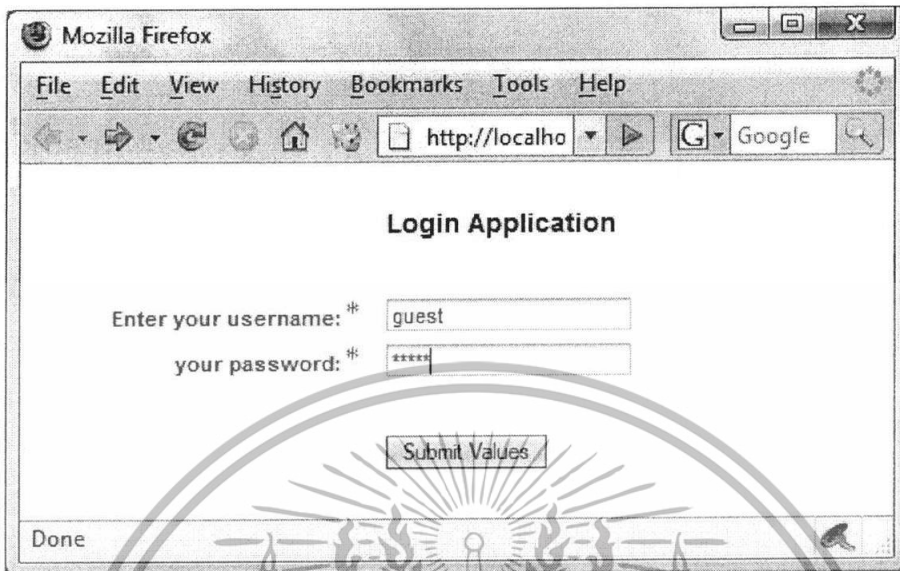 Mozilla Firefox
File Edit View History Bookmarks Tools Help
http://localho G Google
Login Application
Enter your username:* guest
your password:* *****
Submit Values
Done